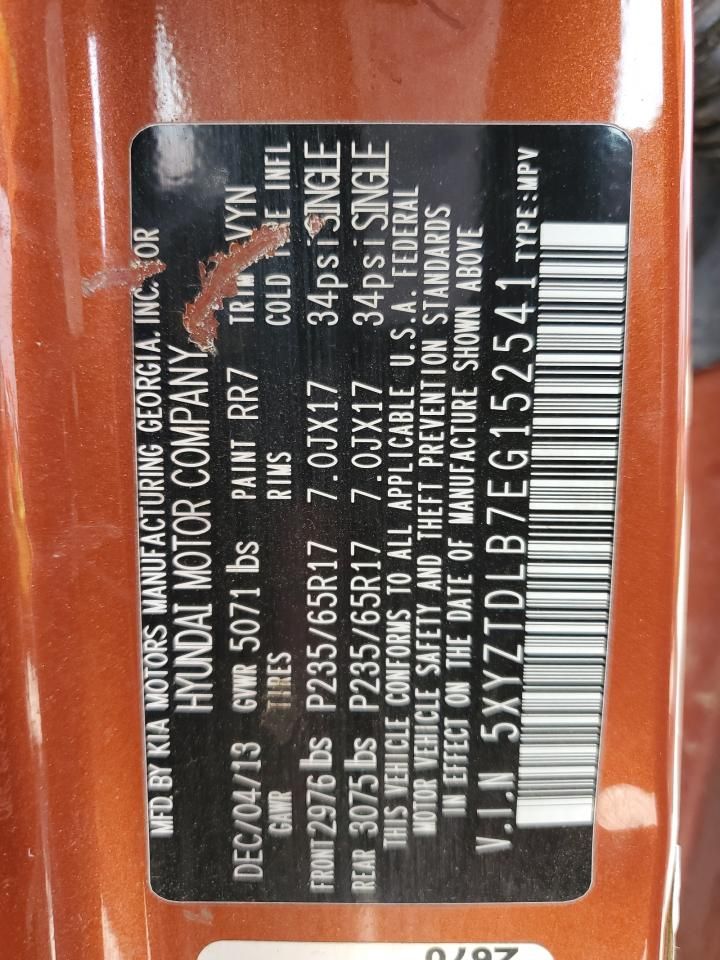 MFD. BY KIA MOTORS MANUFACTURING GEORGIA. INC. FOR
HYUNDAI MOTOR COMPANY
DEC/04/13 GVWR 5071 lbs PAINT RR7 TRIM VYN
GAWR TIRES RIMS COLD TIRE INFL
FRONT 2976 lbs P235/65R17 7.0JX17 34psi SINGLE
REAR 3075 lbs P235/65R17 7.0JX17 34psi SINGLE
THIS VEHICLE CONFORMS TO ALL APPLICABLE U.S.A. FEDERAL
MOTOR VEHICLE SAFETY AND THEFT PREVENTION STANDARDS
IN EFFECT ON THE DATE OF MANUFACTURE SHOWN ABOVE
V.I.N 5XYZTDLB7EG152541 TYPE:MPV